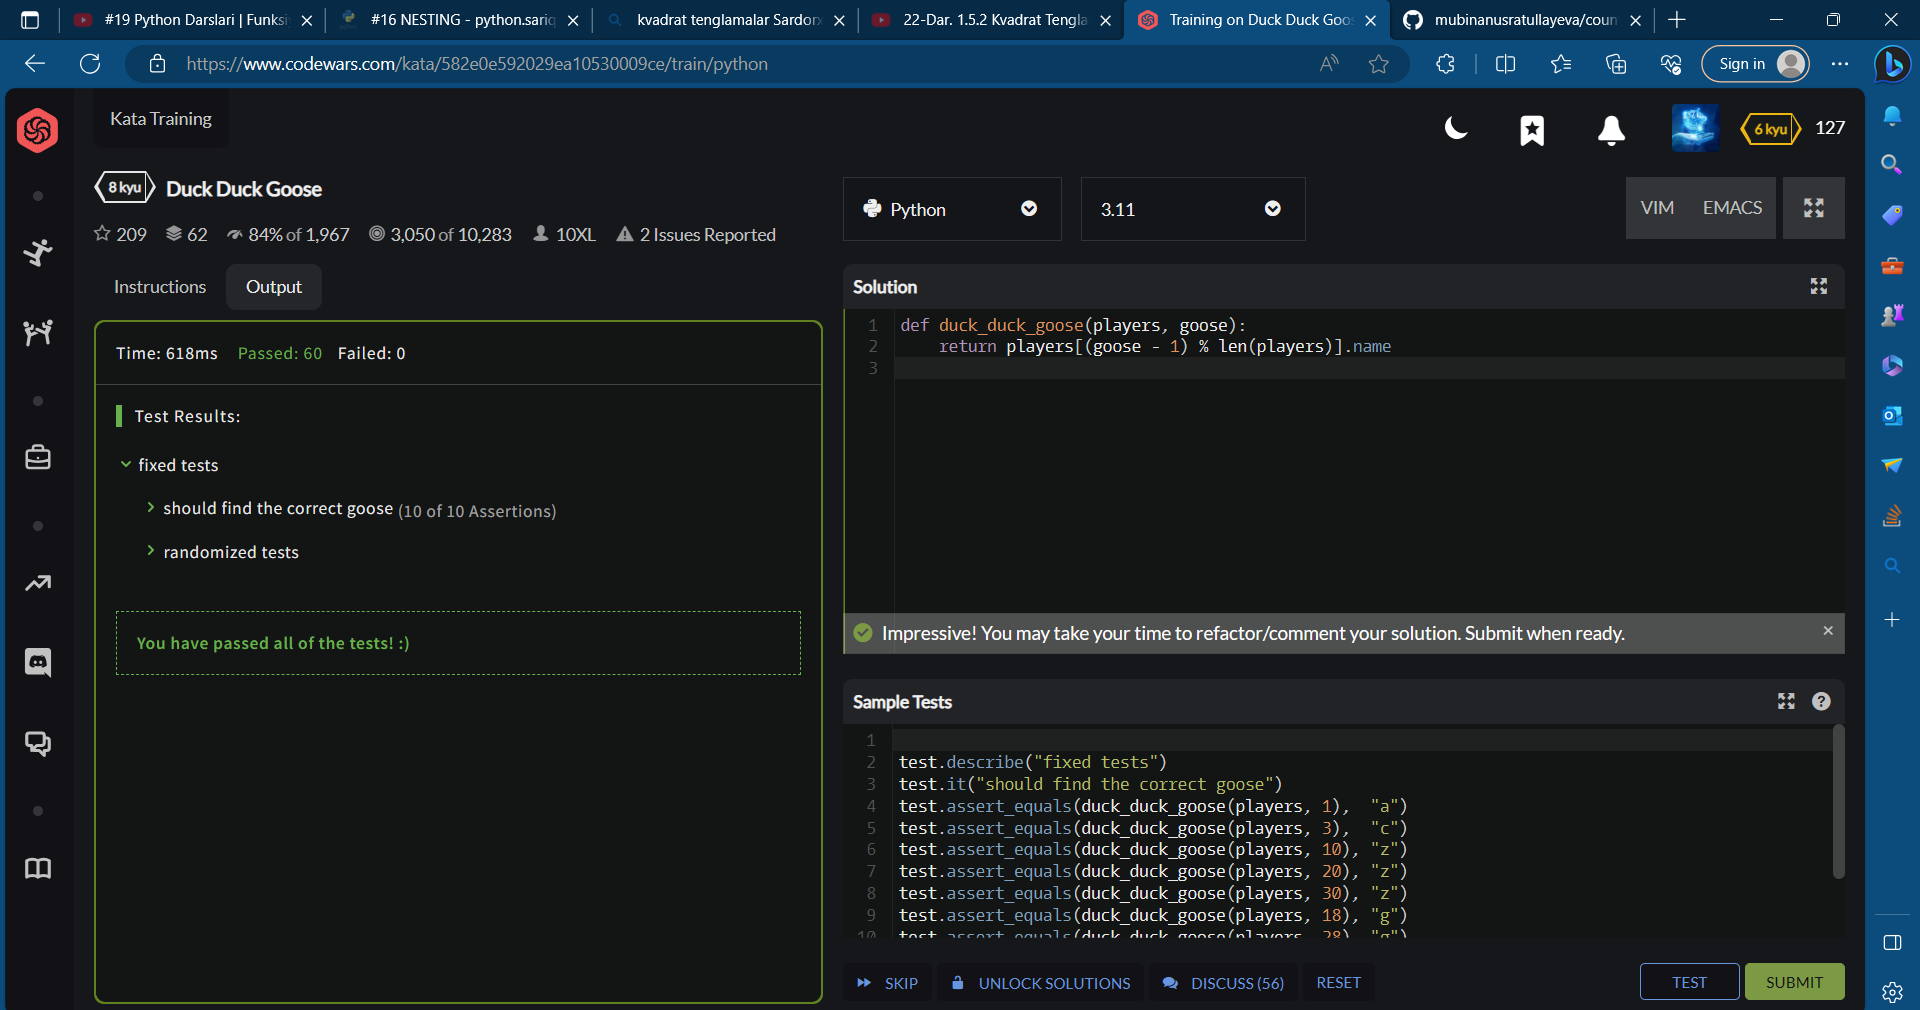 #19 Python Darslari | Funksi
#16 NESTING - python.sariq
kvadrat tenglamalar Sardor
22-Dar. 1.5.2 Kvadrat Tengla
Training on Duck Duck Goos
mubinanusratullayeva/coun
https://www.codewars.com/kata/582e0e592029ea10530009ce/train/python
Sign in
Kata Training
6 kyu
127
8 kyu
Duck Duck Goose
209
62
84% of 1,967
3,050 of 10,283
10XL
2 Issues Reported
Python
3.11
VIM
EMACS
Instructions
Output
Time: 618ms Passed: 60 Failed: 0
Test Results:
fixed tests
should find the correct goose (10 of 10 Assertions)
randomized tests
You have passed all of the tests! :)
Solution
1 def duck_duck_goose(players, goose):
2 return players[(goose - 1) % len(players)].name
3
Impressive! You may take your time to refactor/comment your solution. Submit when ready.
Sample Tests
1
2 test.describe("fixed tests")
3 test.it("should find the correct goose")
4 test.assert_equals(duck_duck_goose(players, 1), "a")
5 test.assert_equals(duck_duck_goose(players, 3), "c")
6 test.assert_equals(duck_duck_goose(players, 10), "z")
7 test.assert_equals(duck_duck_goose(players, 20), "z")
8 test.assert_equals(duck_duck_goose(players, 30), "z")
9 test.assert_equals(duck_duck_goose(players, 18), "g")
10 test.assert_equals(duck_duck_goose(players, 28), "g")
SKIP
UNLOCK SOLUTIONS
DISCUSS (56)
RESET
TEST
SUBMIT